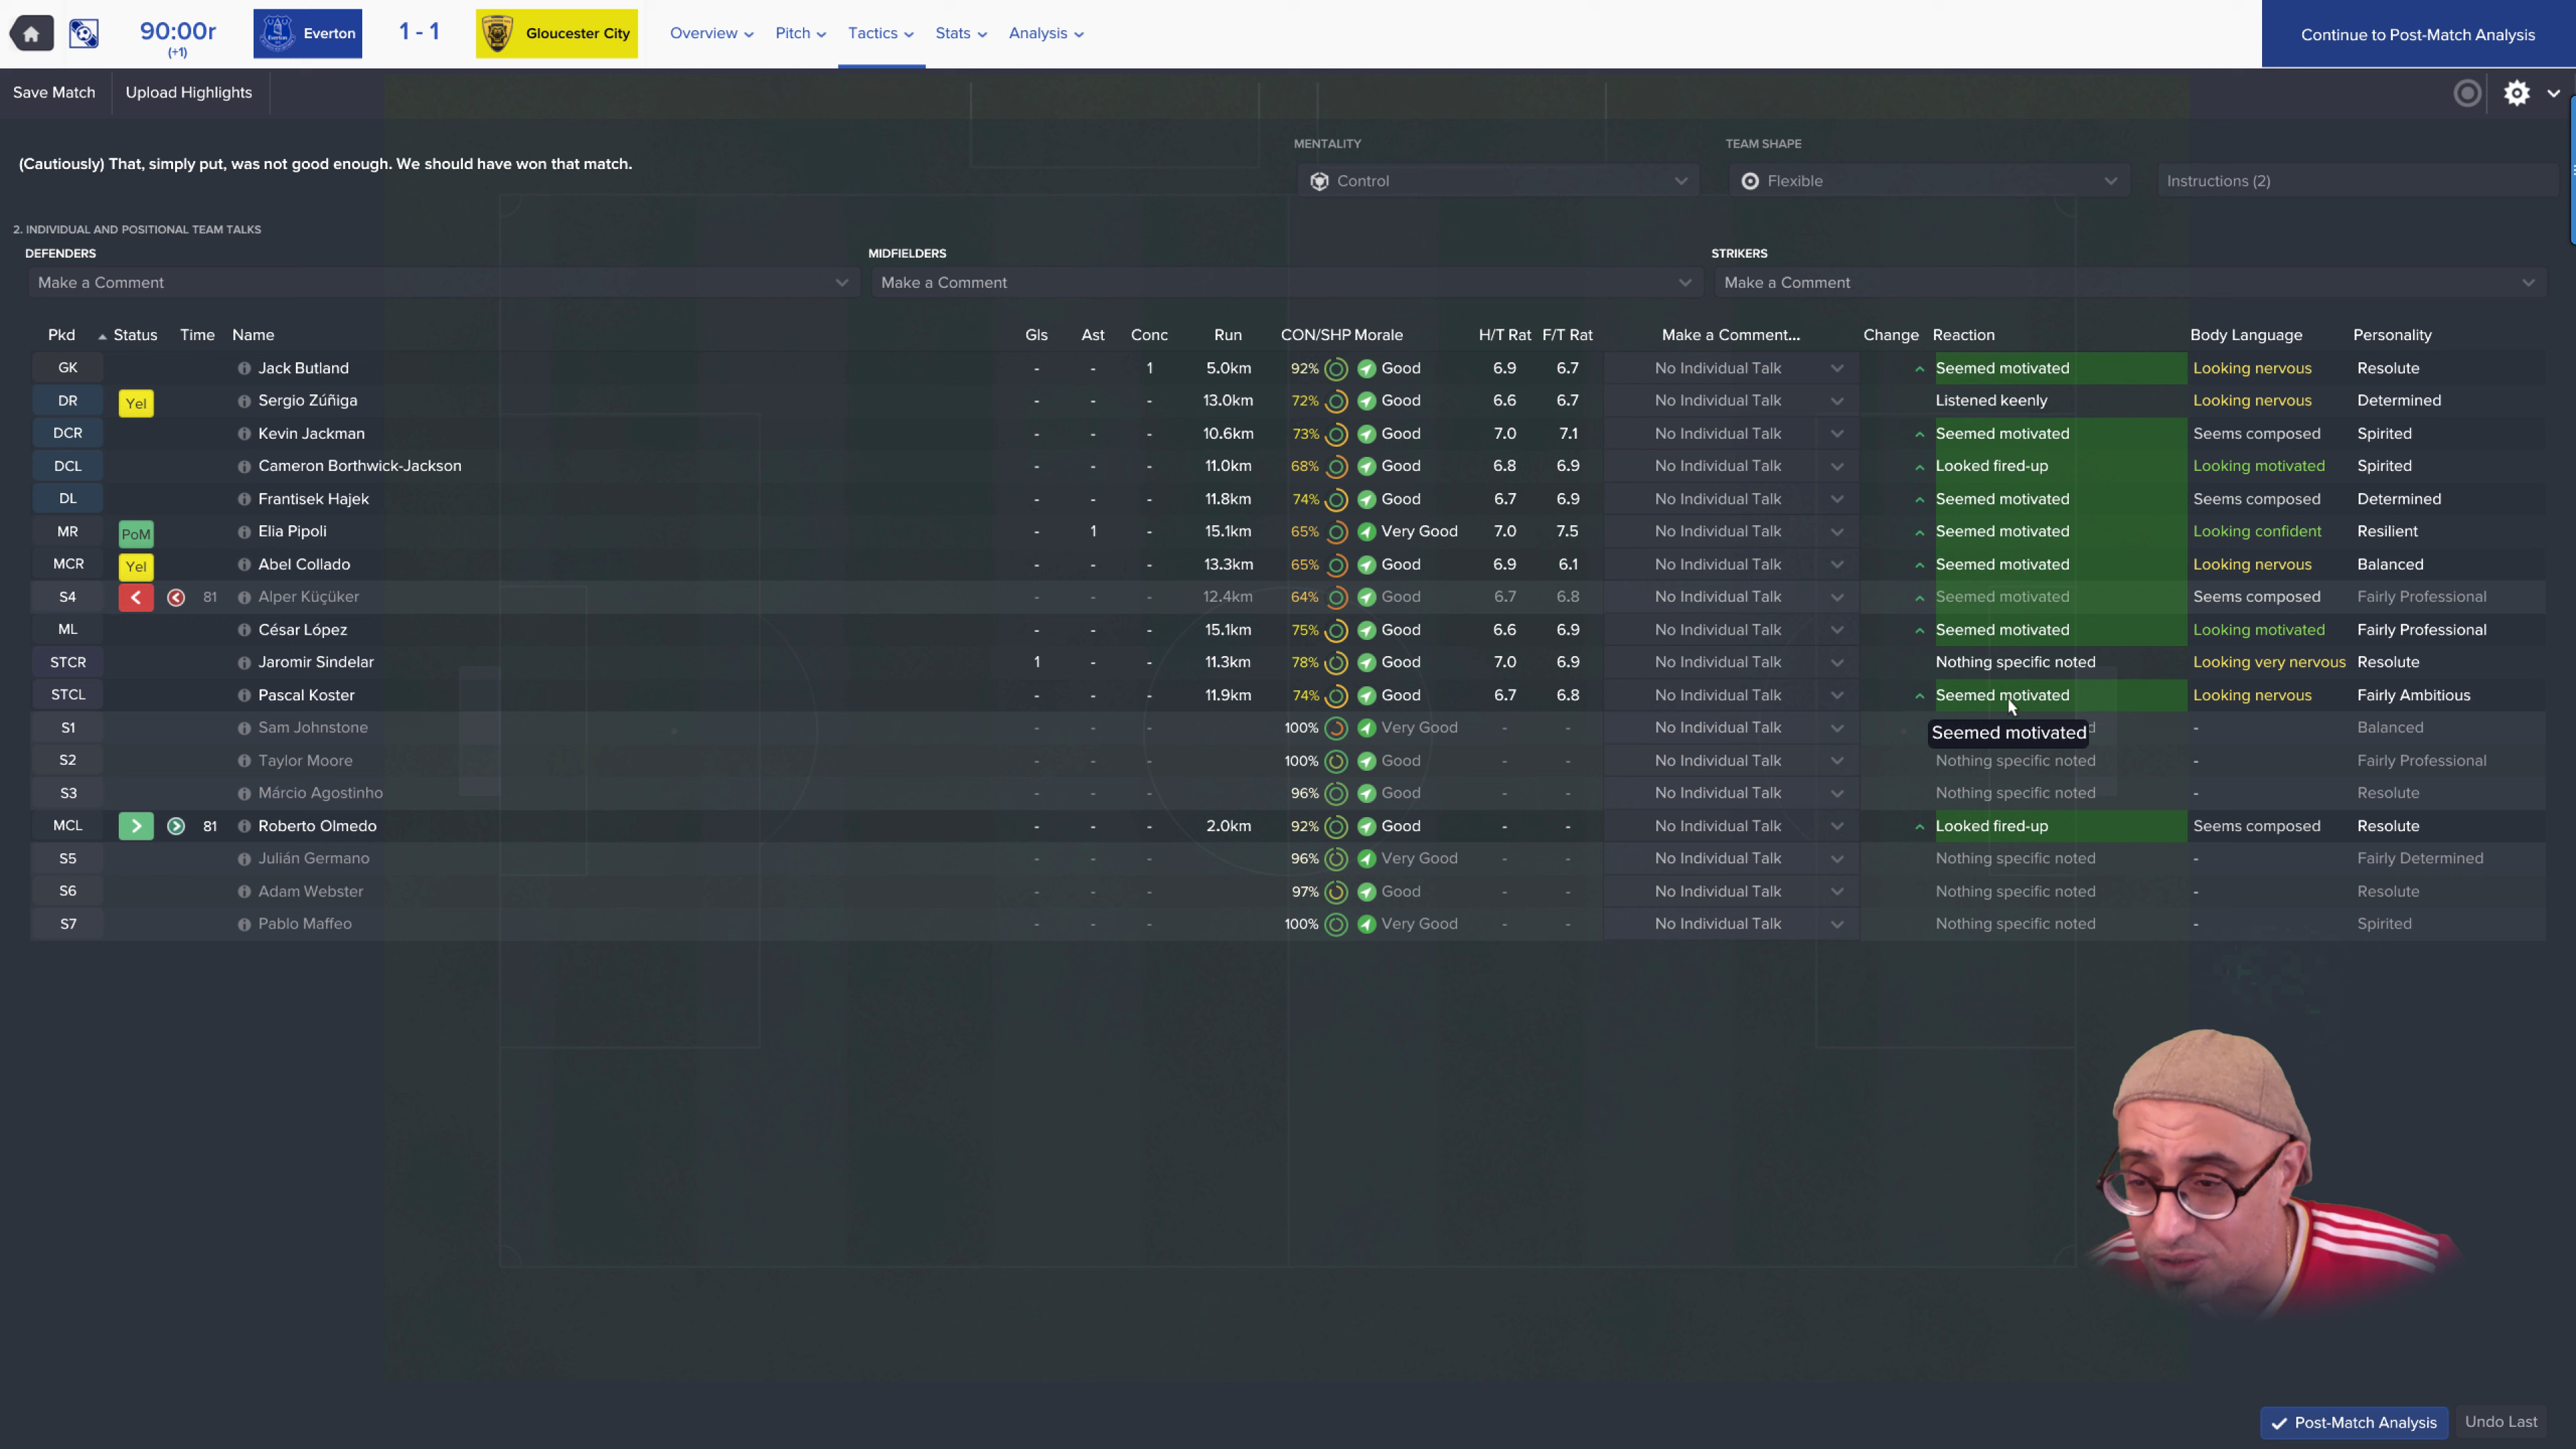 90:00r
(+1)
Everton
1 - 1
Gloucester City
Overview
Pitch
Tactics
Stats
Analysis
Continue to Post-Match Analysis
Save Match
Upload Highlights
MENTALITY
TEAM SHAPE
(Cautiously) That, simply put, was not good enough. We should have won that match.
Control
Flexible
Instructions (2)
2. INDIVIDUAL AND POSITIONAL TEAM TALKS
DEFENDERS
MIDFIELDERS
STRIKERS
Make a Comment
Make a Comment
Make a Comment
Pkd Status Time Name Gls Ast Conc Run CON/SHP Morale H/T Rat F/T Rat Make a Comment... Change Reaction Body Language Personality
GK Jack Butland - - 1 5.0km 92% Good 6.9 6.7 No Individual Talk Seemed motivated Looking nervous Resolute
DR Yel Sergio Zúñiga - - - 13.0km 72% Good 6.6 6.7 No Individual Talk Listened keenly Looking nervous Determined
DCR Kevin Jackman - - - 10.6km 73% Good 7.0 7.1 No Individual Talk Seemed motivated Seems composed Spirited
DCL Cameron Borthwick-Jackson - - - 11.0km 68% Good 6.8 6.9 No Individual Talk Looked fired-up Looking motivated Spirited
DL Frantisek Hajek - - - 11.8km 74% Good 6.7 6.9 No Individual Talk Seemed motivated Seems composed Determined
MR PoM Elia Pipoli - 1 - 15.1km 65% Very Good 7.0 7.5 No Individual Talk Seemed motivated Looking confident Resilient
MCR Yel Abel Collado - - - 13.3km 65% Good 6.9 6.1 No Individual Talk Seemed motivated Looking nervous Balanced
S4 81 Alper Küçüker - - - 12.4km 64% Good 6.7 6.8 No Individual Talk Seemed motivated Seems composed Fairly Professional
ML César López - - - 15.1km 75% Good 6.6 6.9 No Individual Talk Seemed motivated Looking motivated Fairly Professional
STCR Jaromir Sindelar 1 - - 11.3km 78% Good 7.0 6.9 No Individual Talk Nothing specific noted Looking very nervous Resolute
STCL Pascal Koster - - - 11.9km 74% Good 6.7 6.8 No Individual Talk Seemed motivated Looking nervous Fairly Ambitious
S1 Sam Johnstone - - - 100% Very Good - - No Individual Talk - Balanced
Seemed motivated
S2 Taylor Moore - - - 100% Good - - No Individual Talk Nothing specific noted - Fairly Professional
S3 Márcio Agostinho - - - 96% Good - - No Individual Talk Nothing specific noted - Resolute
MCL 81 Roberto Olmedo - - - 2.0km 92% Good - - No Individual Talk Looked fired-up Seems composed Resolute
S5 Julián Germano - - - 96% Very Good - - No Individual Talk Nothing specific noted - Fairly Determined
S6 Adam Webster - - - 97% Good - - No Individual Talk Nothing specific noted - Resolute
S7 Pablo Maffeo - - - 100% Very Good - - No Individual Talk Nothing specific noted - Spirited
Post-Match Analysis
Undo Last